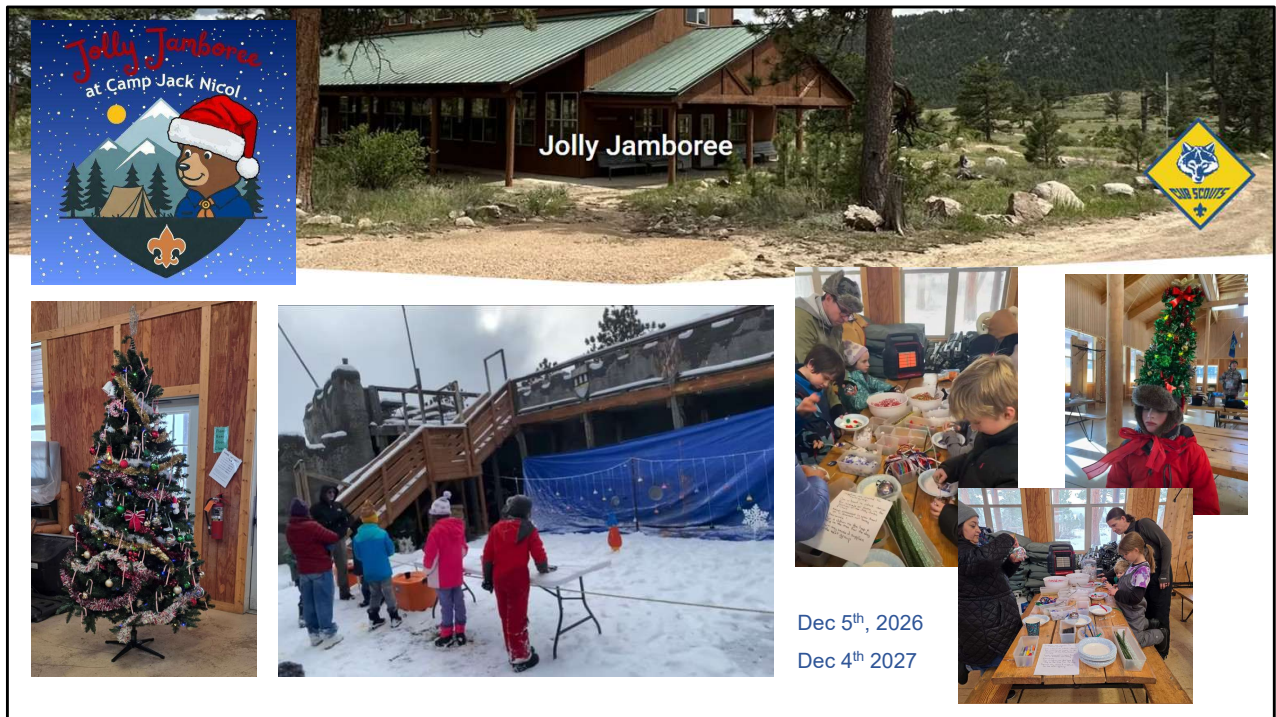 Jolly Jamboree
at Camp Jack Nicol
Jolly Jamboree
CUB SCOUTS
Dec 5th, 2026
Dec 4th 2027